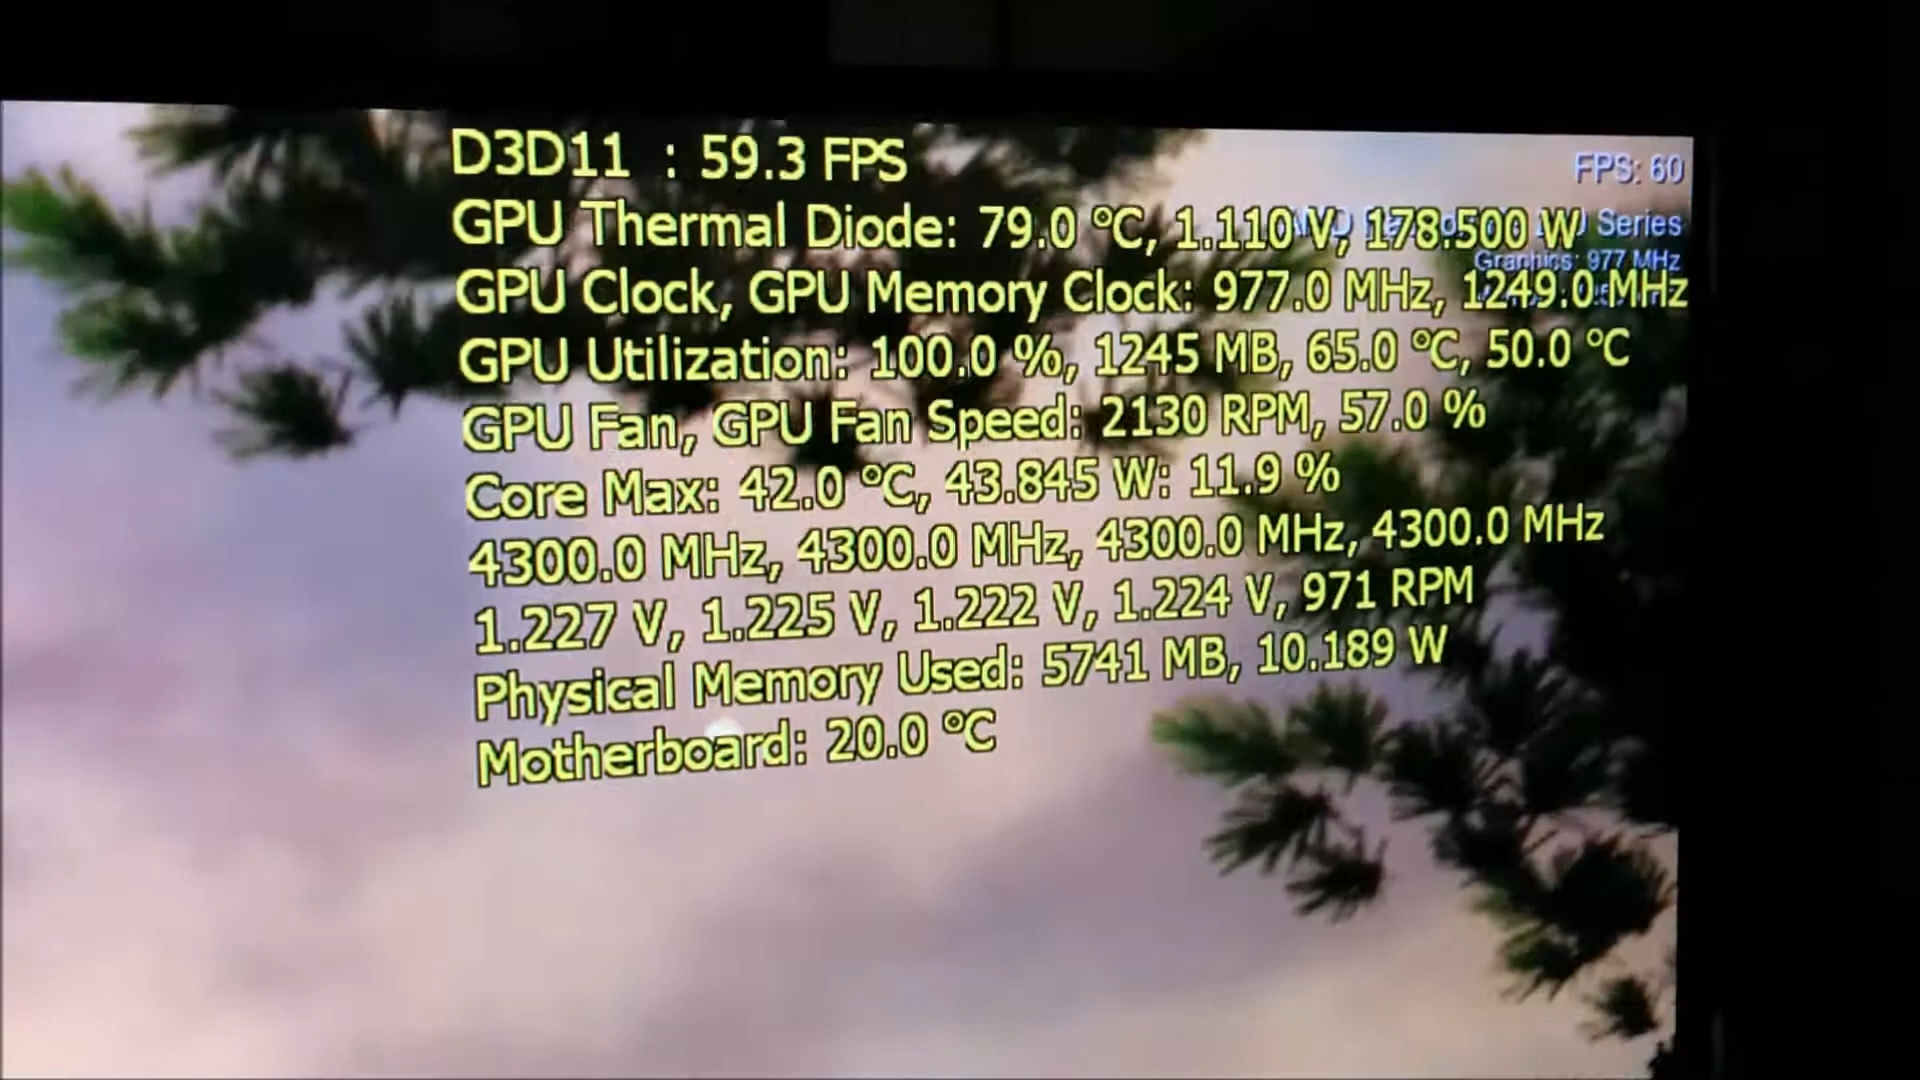 D3D11 : 59.3 FPS
FPS: 60
GPU Thermal Diode: 79.0 °C, 1.110 V, 178.500 W
Series
Graphics: 977 MHz
GPU Clock, GPU Memory Clock: 977.0 MHz, 1249.0 MHz
GPU Utilization: 100.0 %, 1245 MB, 65.0 °C, 50.0 °C
GPU Fan, GPU Fan Speed: 2130 RPM, 57.0 %
Core Max: 42.0 °C, 43.845 W: 11.9 %
4300.0 MHz, 4300.0 MHz, 4300.0 MHz, 4300.0 MHz
1.227 V, 1.225 V, 1.222 V, 1.224 V, 971 RPM
Physical Memory Used: 5741 MB, 10.189 W
Motherboard: 20.0 °C